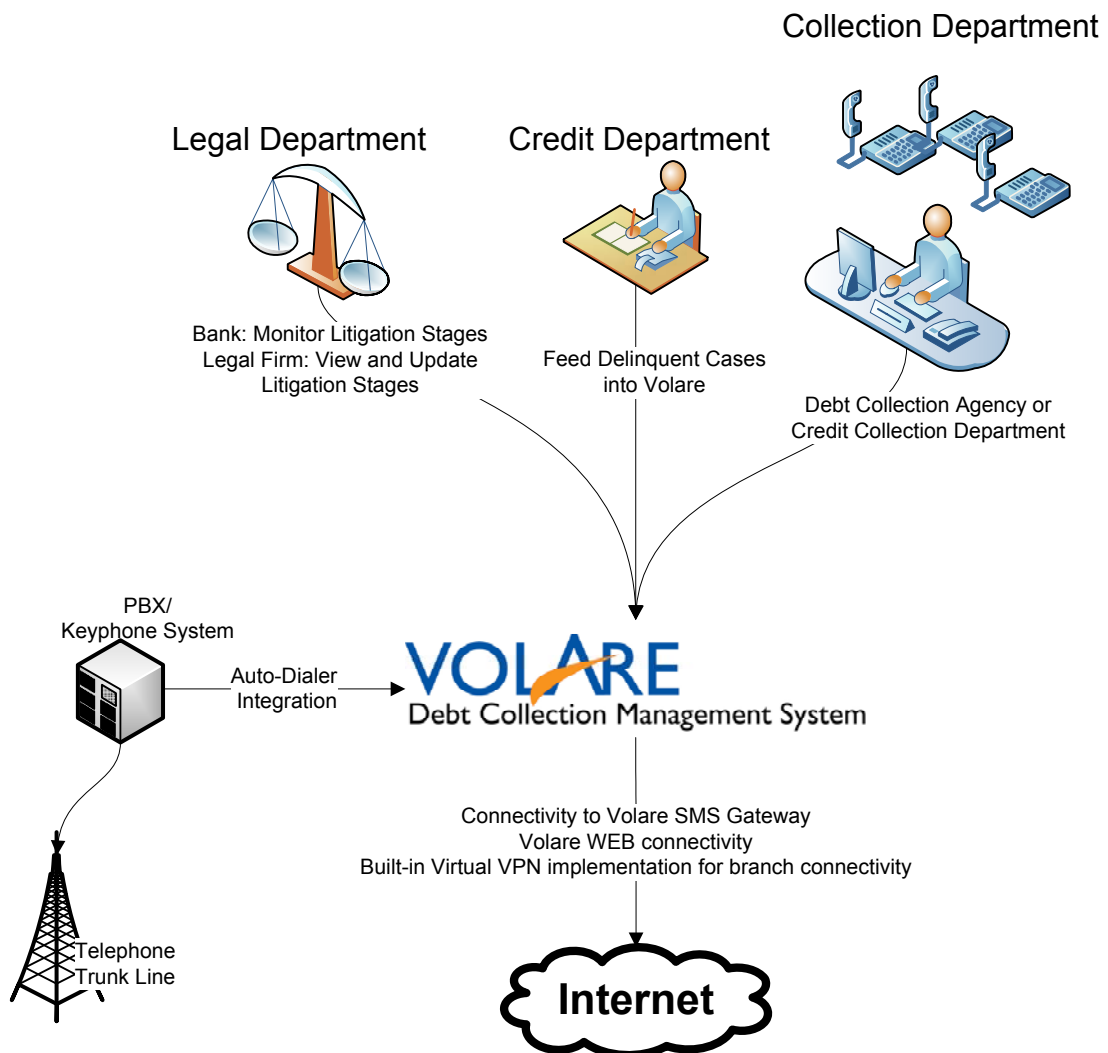 Collection Department
Legal Department
Credit Department
Bank: Monitor Litigation Stages
Legal Firm: View and Update
Litigation Stages
Feed Delinquent Cases
into Volare
Debt Collection Agency or
Credit Collection Department
PBX/
Keyphone System
Auto-Dialer
Integration
VOLARE
Debt Collection Management System
Connectivity to Volare SMS Gateway
Volare WEB connectivity
Built-in Virtual VPN implementation for branch connectivity
Telephone
Trunk Line
Internet